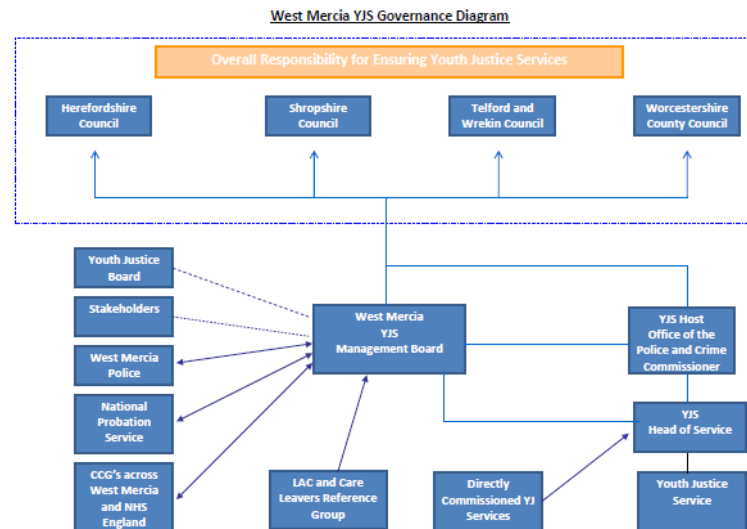 West Mercia YJS Governance Diagram
Overall Responsibility for Ensuring Youth Justice Services
Herefordshire
Council
Shropshire
Council
Telford and
Wrekin Council
Worcestershire
County Council
Youth Justice
Board
Stakeholders
West Mercia
Police
National
Probation
Service
CCG's across
West Mercia
and NHS
England
West Mercia
YJS
Management Board
YJS Host
Office of the
Police and Crime
Commissioner
YJS
Head of Service
LAC and Care
Leavers Reference
Group
Directly
Commissioned YJ
Services
Youth Justice
Service